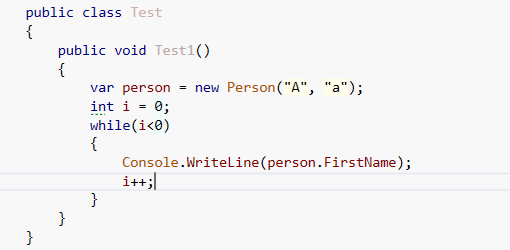 public class Test
{
    public void Test1()
    {
        var person = new Person("A", "a");
        int i = 0;
        while(i<0)
        {
            Console.WriteLine(person.FirstName);
            i++;
        }
    }
}